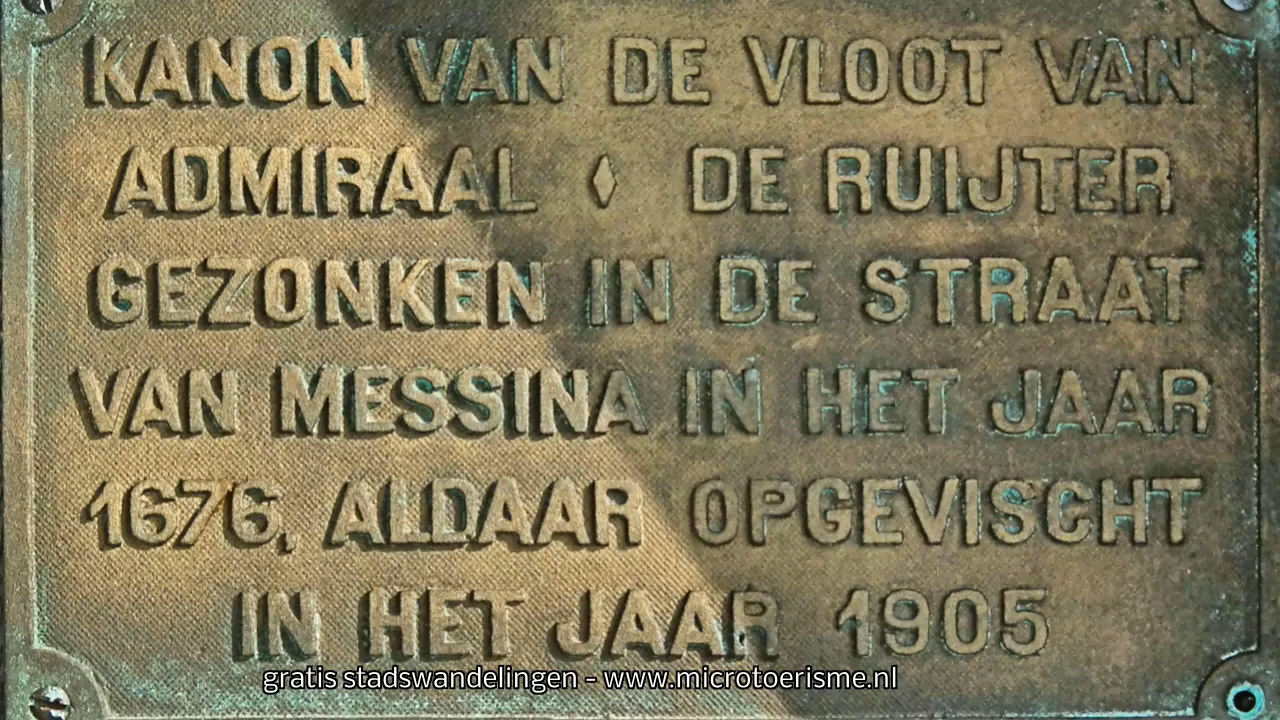 KANON VAN DE VLOOT VAN
ADMIRAAL ♦ DE RUIJTER
GEZONKEN IN DE STRAAT
VAN MESSINA IN HET JAAR
1676, ALDAAR OPGEVISCHT
IN HET JAAR 1905
gratis stadswandelingen - www.microtoerisme.nl